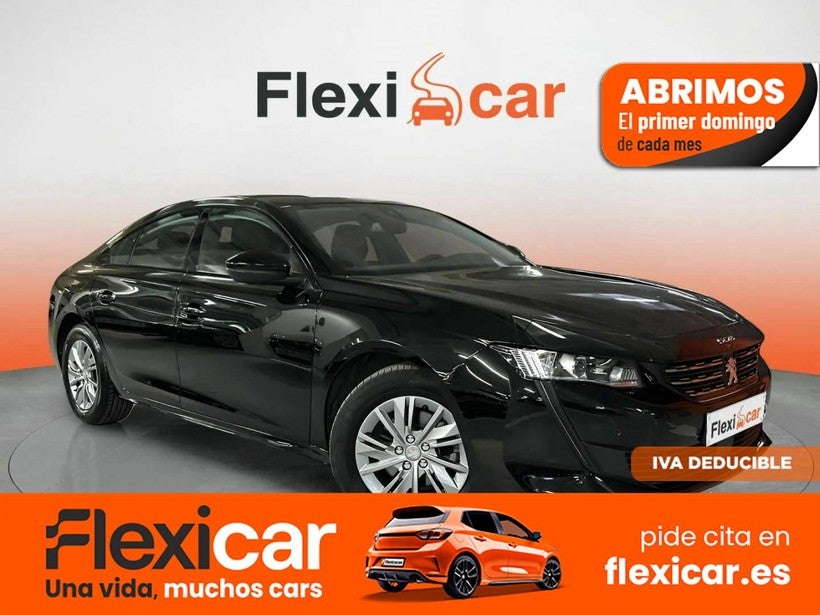 Flexicar
ABRIMOS
El primer domingo
de cada mes
508
Flexicar
IVA DEDUCIBLE
Flexicar
Una vida, muchos cars
pide cita en
flexicar.es